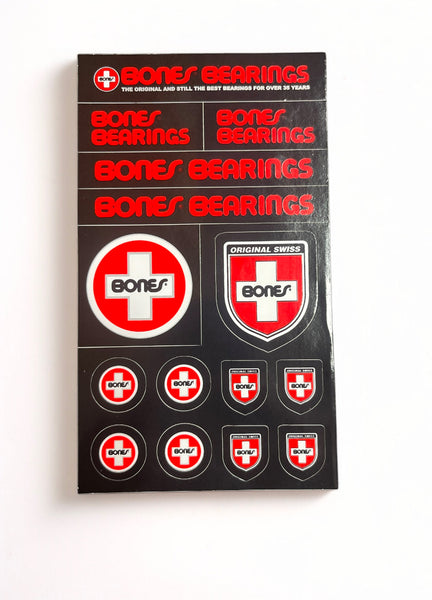 BONES BONES BEARINGS
THE ORIGINAL AND STILL THE BEST BEARINGS FOR OVER 35 YEARS
BONES BONES
BEARINGS BEARINGS
BONES BEARINGS
BONES BEARINGS
ORIGINAL SWISS
BONES BONES
ORIGINAL SWISS ORIGINAL SWISS
BONES BONES BONES BONES
ORIGINAL SWISS ORIGINAL SWISS
BONES BONES BONES BONES